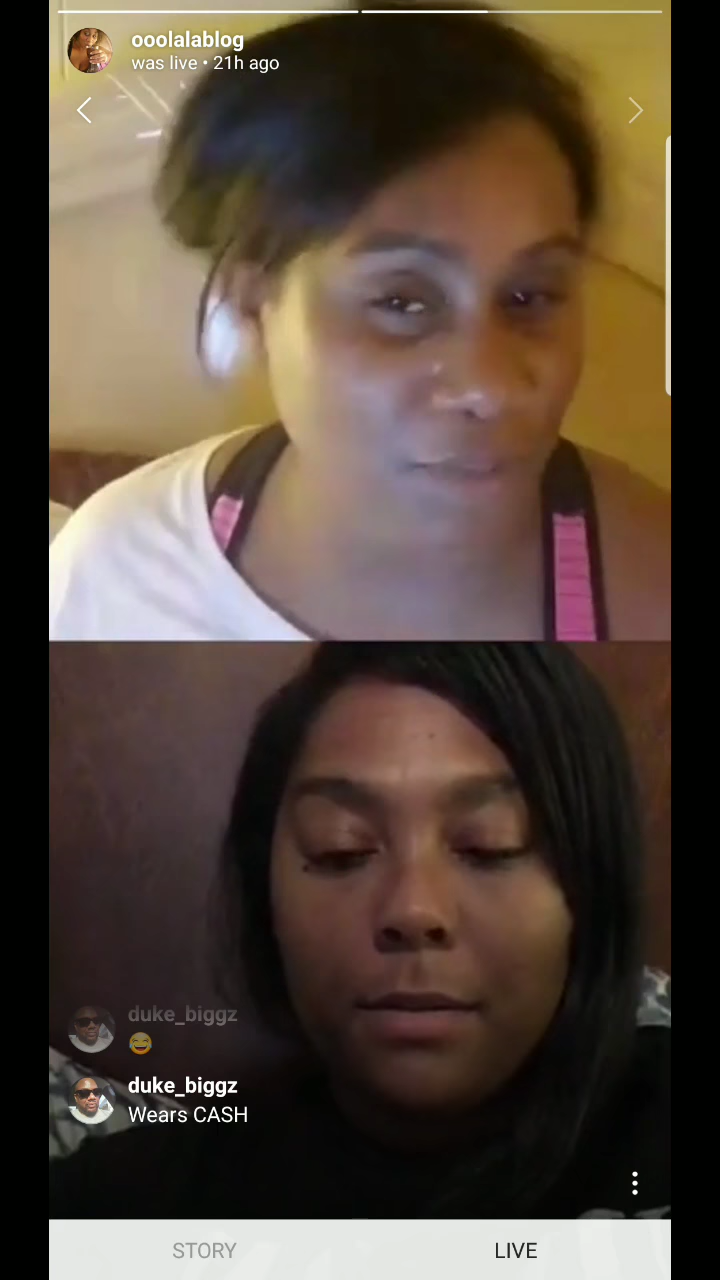 ooolalablog
was live • 21h ago
duke_biggz
😂
duke_biggz
Wears CASH
STORY
LIVE